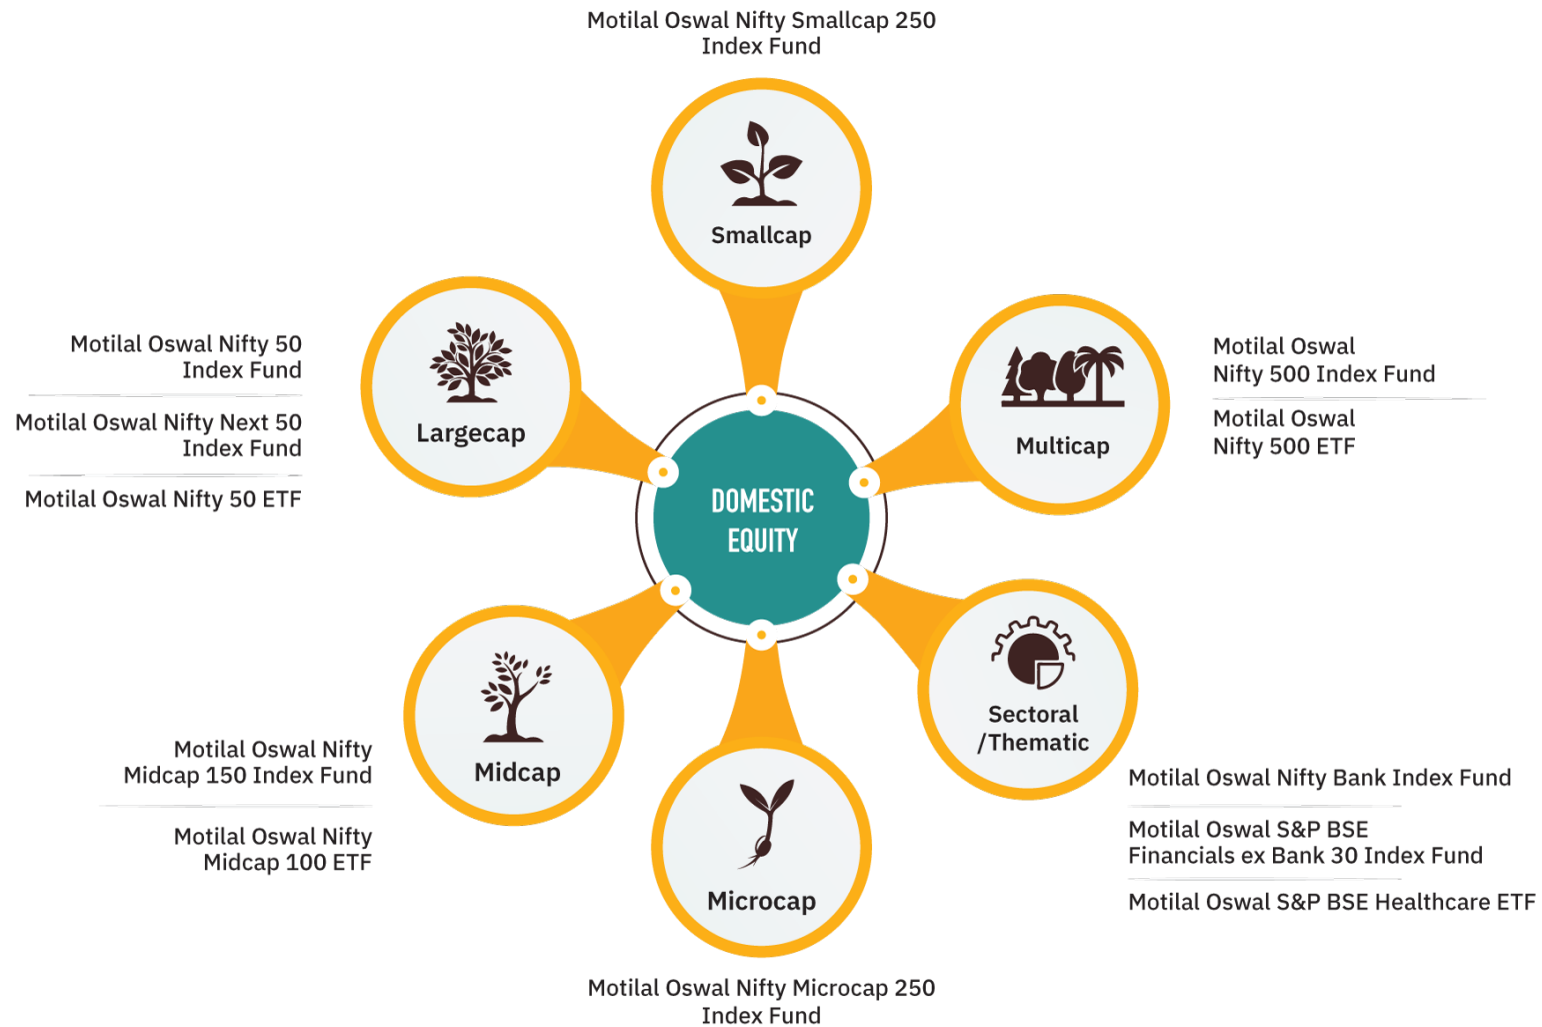 Motilal Oswal Nifty Smallcap 250
Index Fund
Smallcap
Motilal Oswal Nifty 50
Index Fund
Motilal Oswal Nifty Next 50
Index Fund
Motilal Oswal Nifty 50 ETF
Largecap
Multicap
Motilal Oswal
Nifty 500 Index Fund
Motilal Oswal
Nifty 500 ETF
DOMESTIC
EQUITY
Motilal Oswal Nifty
Midcap 150 Index Fund
Motilal Oswal Nifty
Midcap 100 ETF
Midcap
Sectoral
/Thematic
Motilal Oswal Nifty Bank Index Fund
Motilal Oswal S&P BSE
Financials ex Bank 30 Index Fund
Motilal Oswal S&P BSE Healthcare ETF
Microcap
Motilal Oswal Nifty Microcap 250
Index Fund